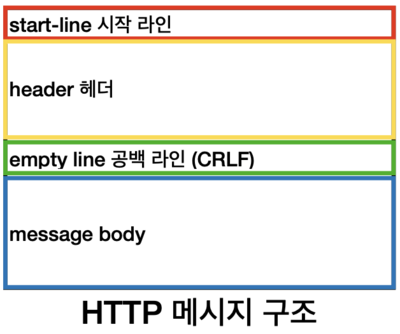 start-line 시작 라인
header 헤더
empty line 공백 라인 (CRLF)
message body
HTTP 메시지 구조